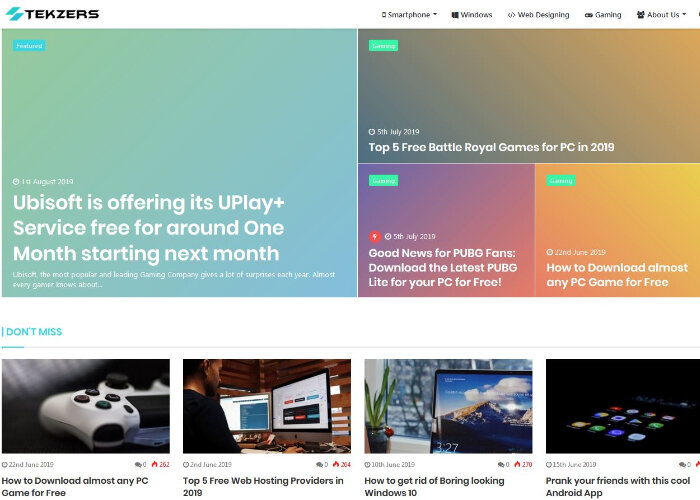 TEKZERS
Smartphone
Windows
Web Designing
Gaming
About Us
Featured
1st August 2019
Ubisoft is offering its UPlay+
Service free for around One
Month starting next month
Ubisoft, the most popular and leading Gaming Company gives a lot of surprises each year. Almost
every gamer knows about...
Gaming
5th July 2019
Top 5 Free Battle Royal Games for PC in 2019
Gaming
5th July 2019
Good News for PUBG Fans:
Download the Latest PUBG
Lite for your PC for Free!
Gaming
22nd June 2019
How to Download almost
any PC Game for Free
DON'T MISS
22nd June 2019 0 262
How to Download almost any PC
Game for Free
2nd June 2019 0 264
Top 5 Free Web Hosting Providers in
2019
3:27
10th June 2019 0 270
How to get rid of Boring looking
Windows 10
15th June 2019 0
Prank your friends with this cool
Android App